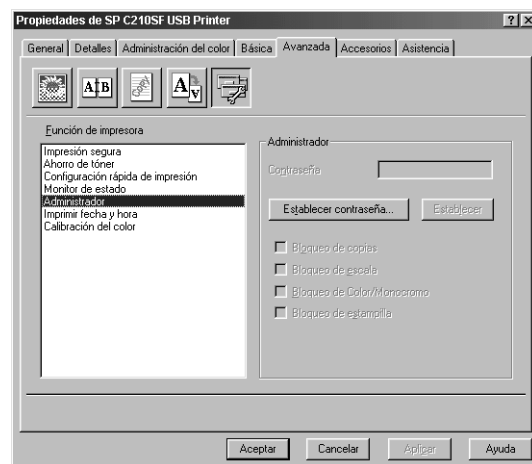 Propiedades de SP C210SF USB Printer
General Detalles Administración del color Básica Avanzada Accesorios Asistencia
A B
A A
Función de impresora
Impresión segura
Ahorro de tóner
Configuración rápida de impresión
Monitor de estado
Administrador
Imprimir fecha y hora
Calibración del color
Administrador
Contraseña
Establecer contraseña... Establecer
Bloqueo de copias
Bloqueo de escala
Bloqueo de Color/Monocromo
Bloqueo de estampilla
Aceptar Cancelar Aplicar Ayuda